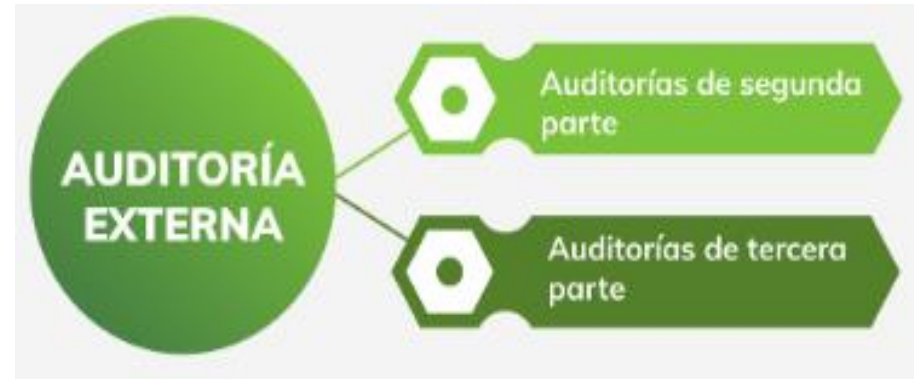 AUDITORÍA
EXTERNA
Auditorías de segunda
parte
Auditorías de tercera
parte